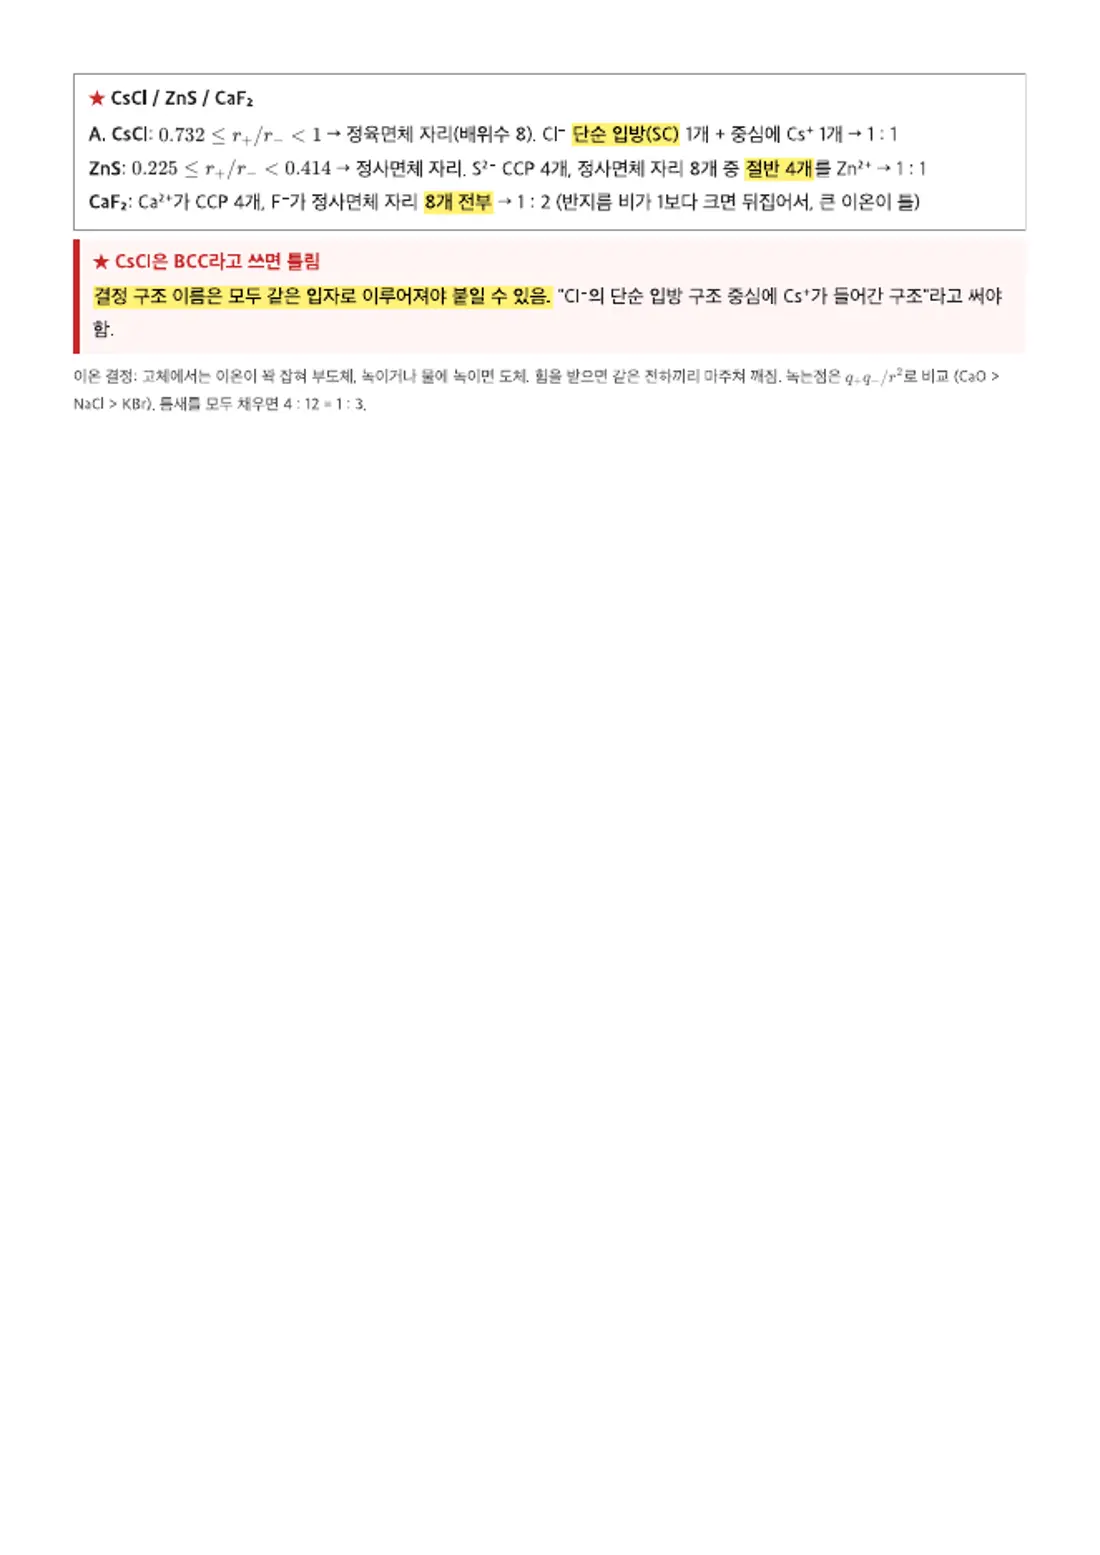 ★ CsCl / ZnS / CaF₂
A. CsCl: 0.732 ≤ r₊/r₋ < 1 → 정육면체 자리(배위수 8). Cl⁻ 단순 입방(SC) 1개 + 중심에 Cs⁺ 1개 → 1 : 1
ZnS: 0.225 ≤ r₊/r₋ < 0.414 → 정사면체 자리. S²⁻ CCP 4개, 정사면체 자리 8개 중 절반 4개를 Zn²⁺ → 1 : 1
CaF₂: Ca²⁺가 CCP 4개, F⁻가 정사면체 자리 8개 전부 → 1 : 2 (반지름 비가 1보다 크면 뒤집어서, 큰 이온이 틀)
★ CsCl은 BCC라고 쓰면 틀림
결정 구조 이름은 모두 같은 입자로 이루어져야 붙일 수 있음. "Cl⁻의 단순 입방 구조 중심에 Cs⁺가 들어간 구조"라고 써야
함.
이온 결정: 고체에서는 이온이 꽉 잡혀 부도체, 녹이거나 물에 녹이면 도체. 힘을 받으면 같은 전하끼리 마주쳐 깨짐. 녹는점은 q₊q₋/r²로 비교 (CaO >
NaCl > KBr). 틈새를 모두 채우면 4 : 12 = 1 : 3.